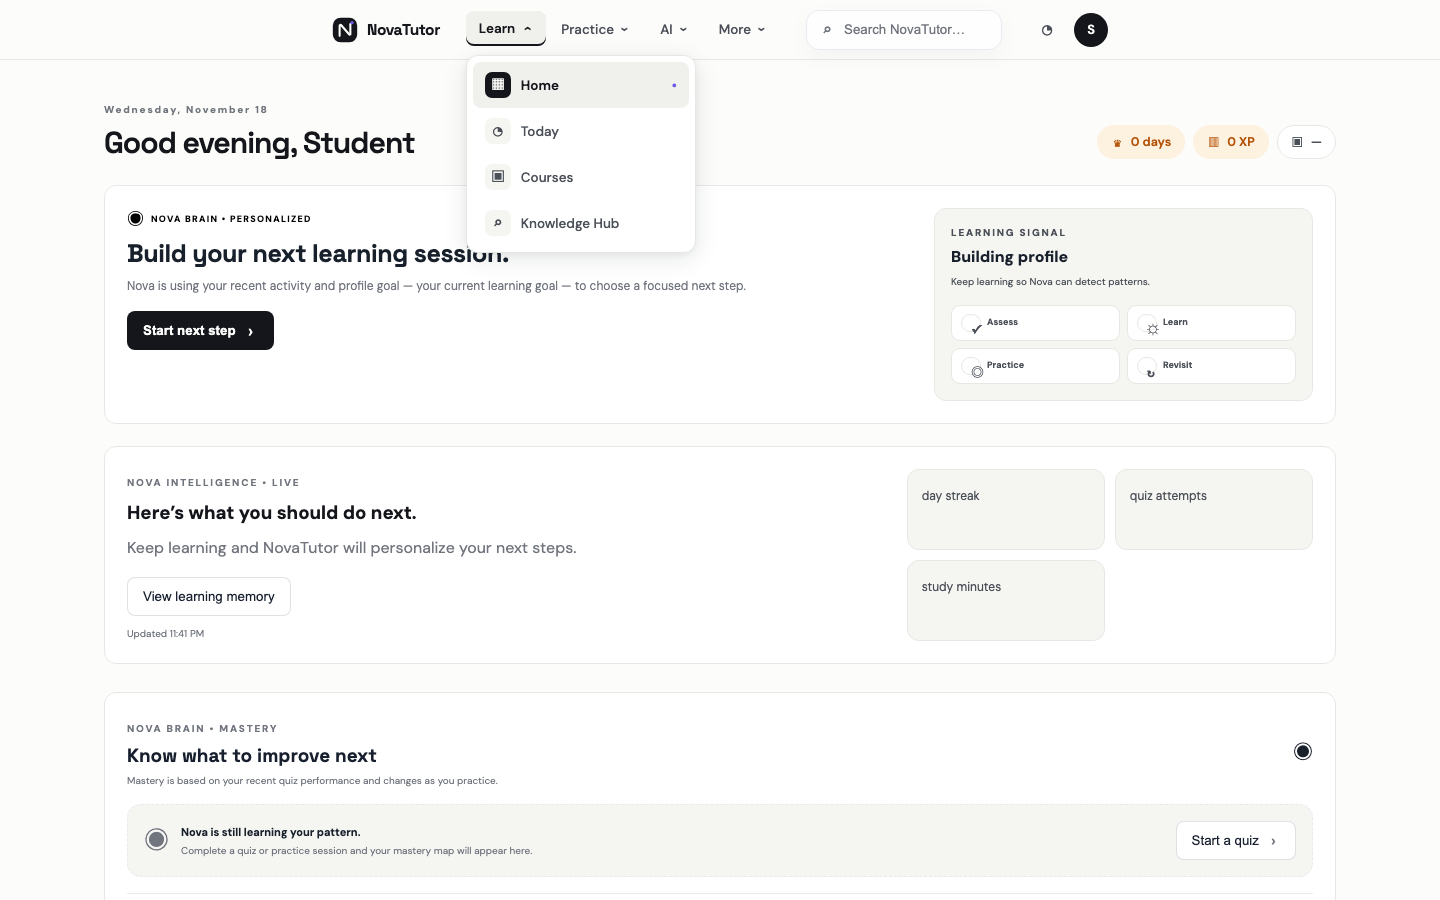 NovaTutor
Learn
Practice
AI
More
Search NovaTutor...
S
Home
Today
Courses
Knowledge Hub
Wednesday, November 18
Good evening, Student
0 days
0 XP
—
NOVA BRAIN • PERSONALIZED
Build your next learning session.
Nova is using your recent activity and profile goal — your current learning goal — to choose a focused next step.
Start next step ›
LEARNING SIGNAL
Building profile
Keep learning so Nova can detect patterns.
Assess
Learn
Practice
Revisit
NOVA INTELLIGENCE • LIVE
Here's what you should do next.
Keep learning and NovaTutor will personalize your next steps.
View learning memory
Updated 11:41 PM
day streak
quiz attempts
study minutes
NOVA BRAIN • MASTERY
Know what to improve next
Mastery is based on your recent quiz performance and changes as you practice.
Nova is still learning your pattern.
Complete a quiz or practice session and your mastery map will appear here.
Start a quiz ›